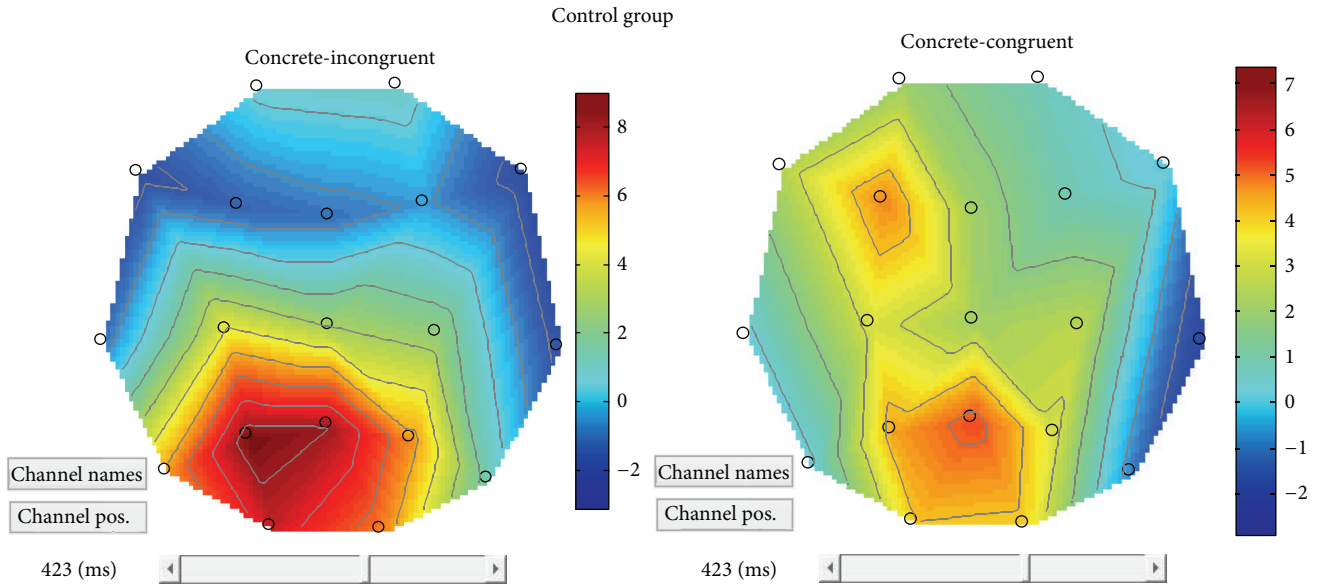 Control group
Concrete-incongruent
8
6
4
2
0
−2
Channel names
Channel pos.
423 (ms)
Concrete-congruent
7
6
5
4
3
2
1
0
−1
−2
Channel names
Channel pos.
423 (ms)